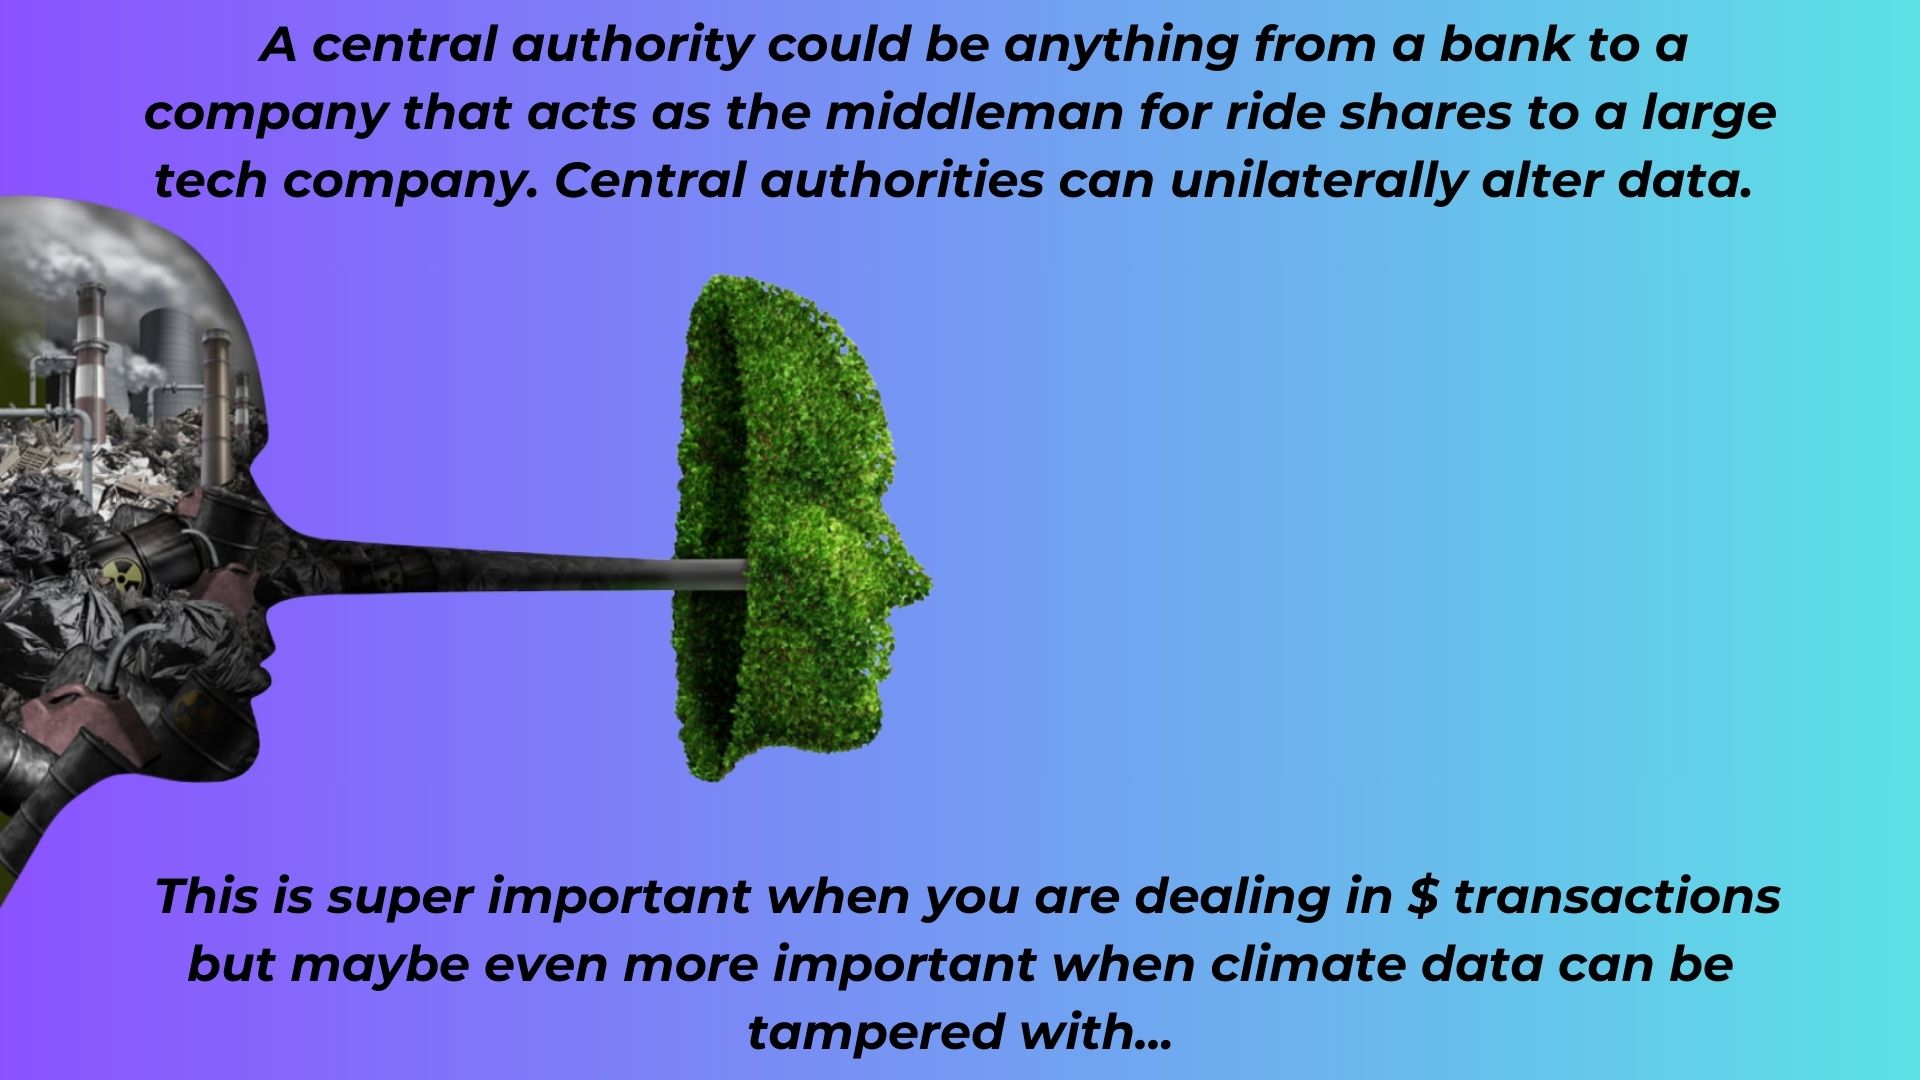 A central authority could be anything from a bank to a
company that acts as the middleman for ride shares to a large
tech company. Central authorities can unilaterally alter data.
This is super important when you are dealing in $ transactions
but maybe even more important when climate data can be
tampered with...